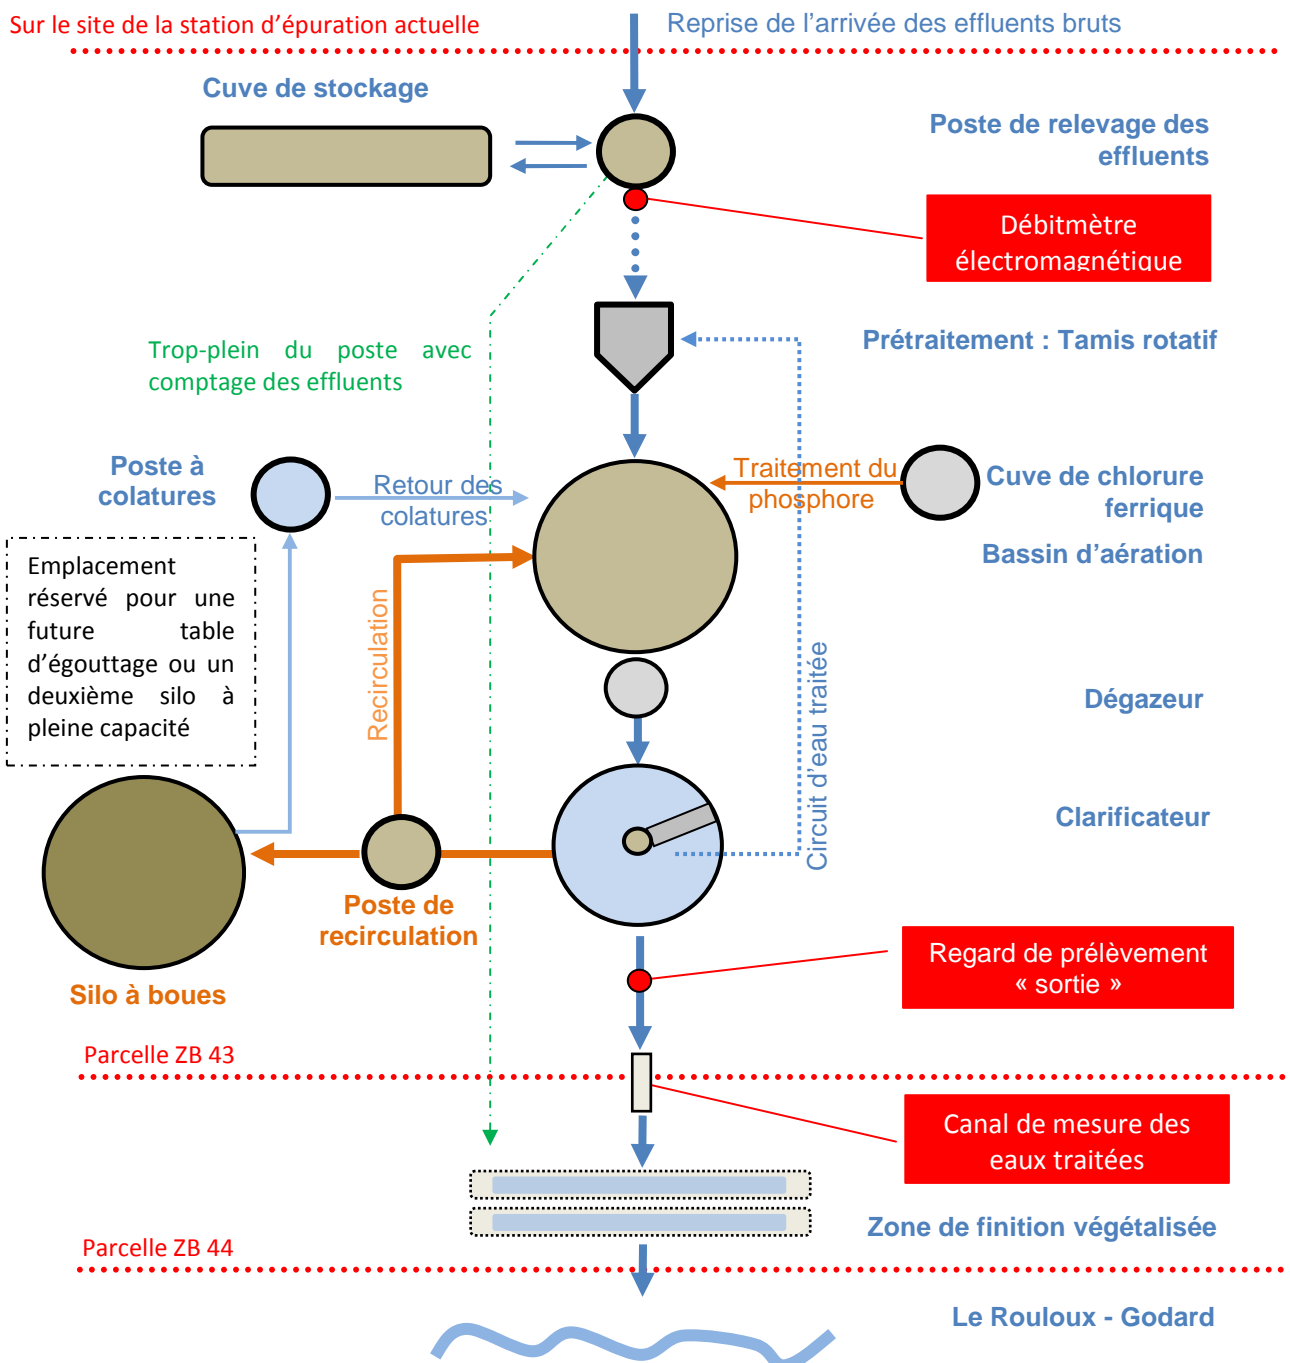 Sur le site de la station d'épuration actuelle
Reprise de l'arrivée des effluents bruts
Cuve de stockage
Poste de relevage des
effluents
Débitmètre
électromagnétique
Trop-plein du poste avec
comptage des effluents
Prétraitement : Tamis rotatif
Poste à
colatures
Retour des
colatures
Traitement du
phosphore
Cuve de chlorure
ferrique
Bassin d'aération
Emplacement
réservé pour une
future table
d'égouttage ou un
deuxième silo à
pleine capacité
Recirculation
Circuit d'eau traitée
Dégazeur
Clarificateur
Poste de
recirculation
Silo à boues
Regard de prélèvement
« sortie »
Parcelle ZB 43
Canal de mesure des
eaux traitées
Zone de finition végétalisée
Parcelle ZB 44
Le Rouloux - Godard